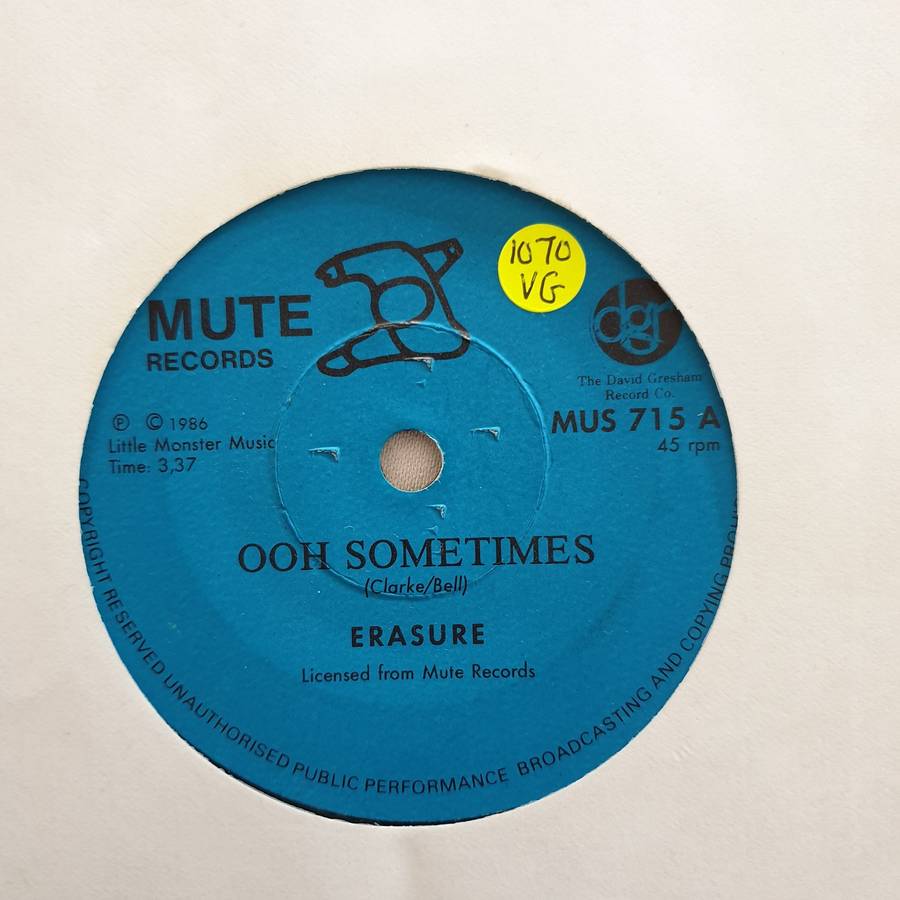 1070
VG
MUTE
RECORDS
dgr
The David Gresham
Record Co.
MUS 715 A
45 rpm
℗ © 1986
Little Monster Music
Time: 3,37
OOH SOMETIMES
(Clarke/Bell)
ERASURE
Licensed from Mute Records
COPYRIGHT RESERVED UNAUTHORISED PUBLIC PERFORMANCE BROADCASTING AND COPYING